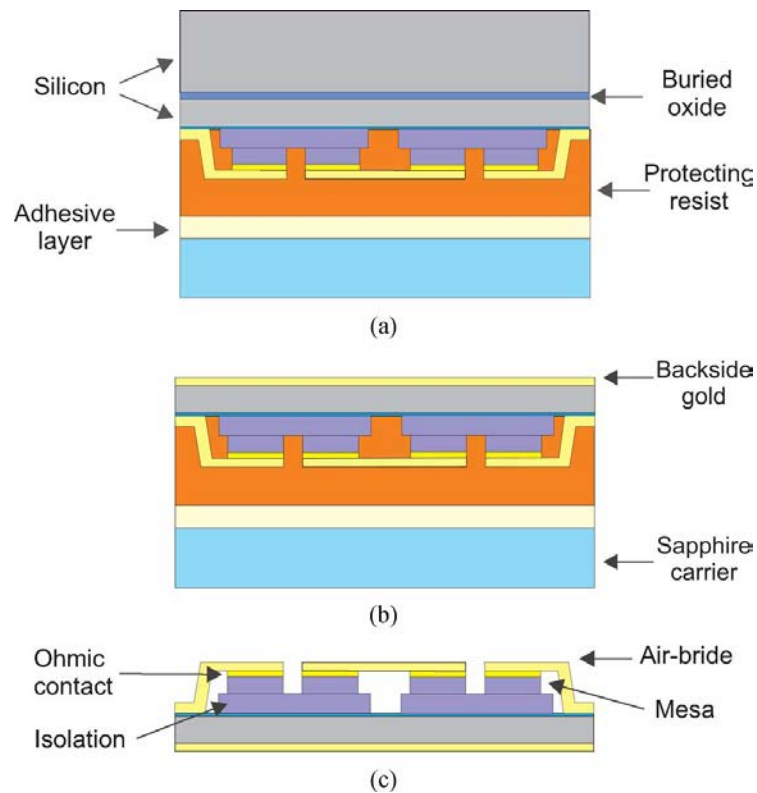 Silicon
Buried
oxide
Protecting
resist
Adhesive
layer
(a)
Backside
gold
Sapphire
carrier
(b)
Ohmic
contact
Air-bride
Mesa
Isolation
(c)